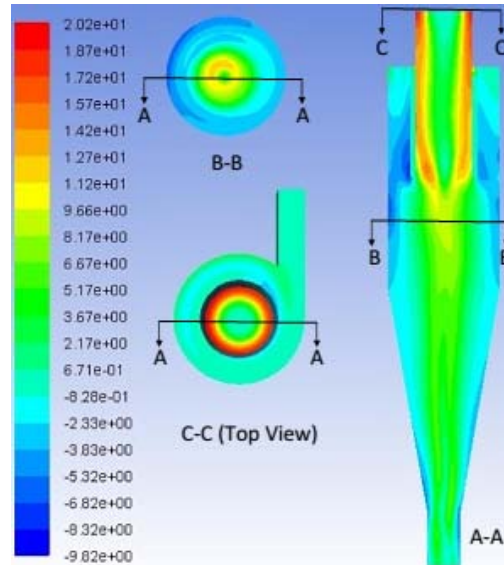 2.02e+01
1.87e+01
1.72e+01
1.57e+01
1.42e+01
1.27e+01
1.12e+01
9.66e+00
8.17e+00
6.67e+00
5.17e+00
3.67e+00
2.17e+00
6.71e-01
-8.28e-01
-2.33e+00
-3.83e+00
-5.32e+00
-6.82e+00
-8.32e+00
-9.82e+00
A A
B-B
A A
C-C (Top View)
C C
B B
A-A